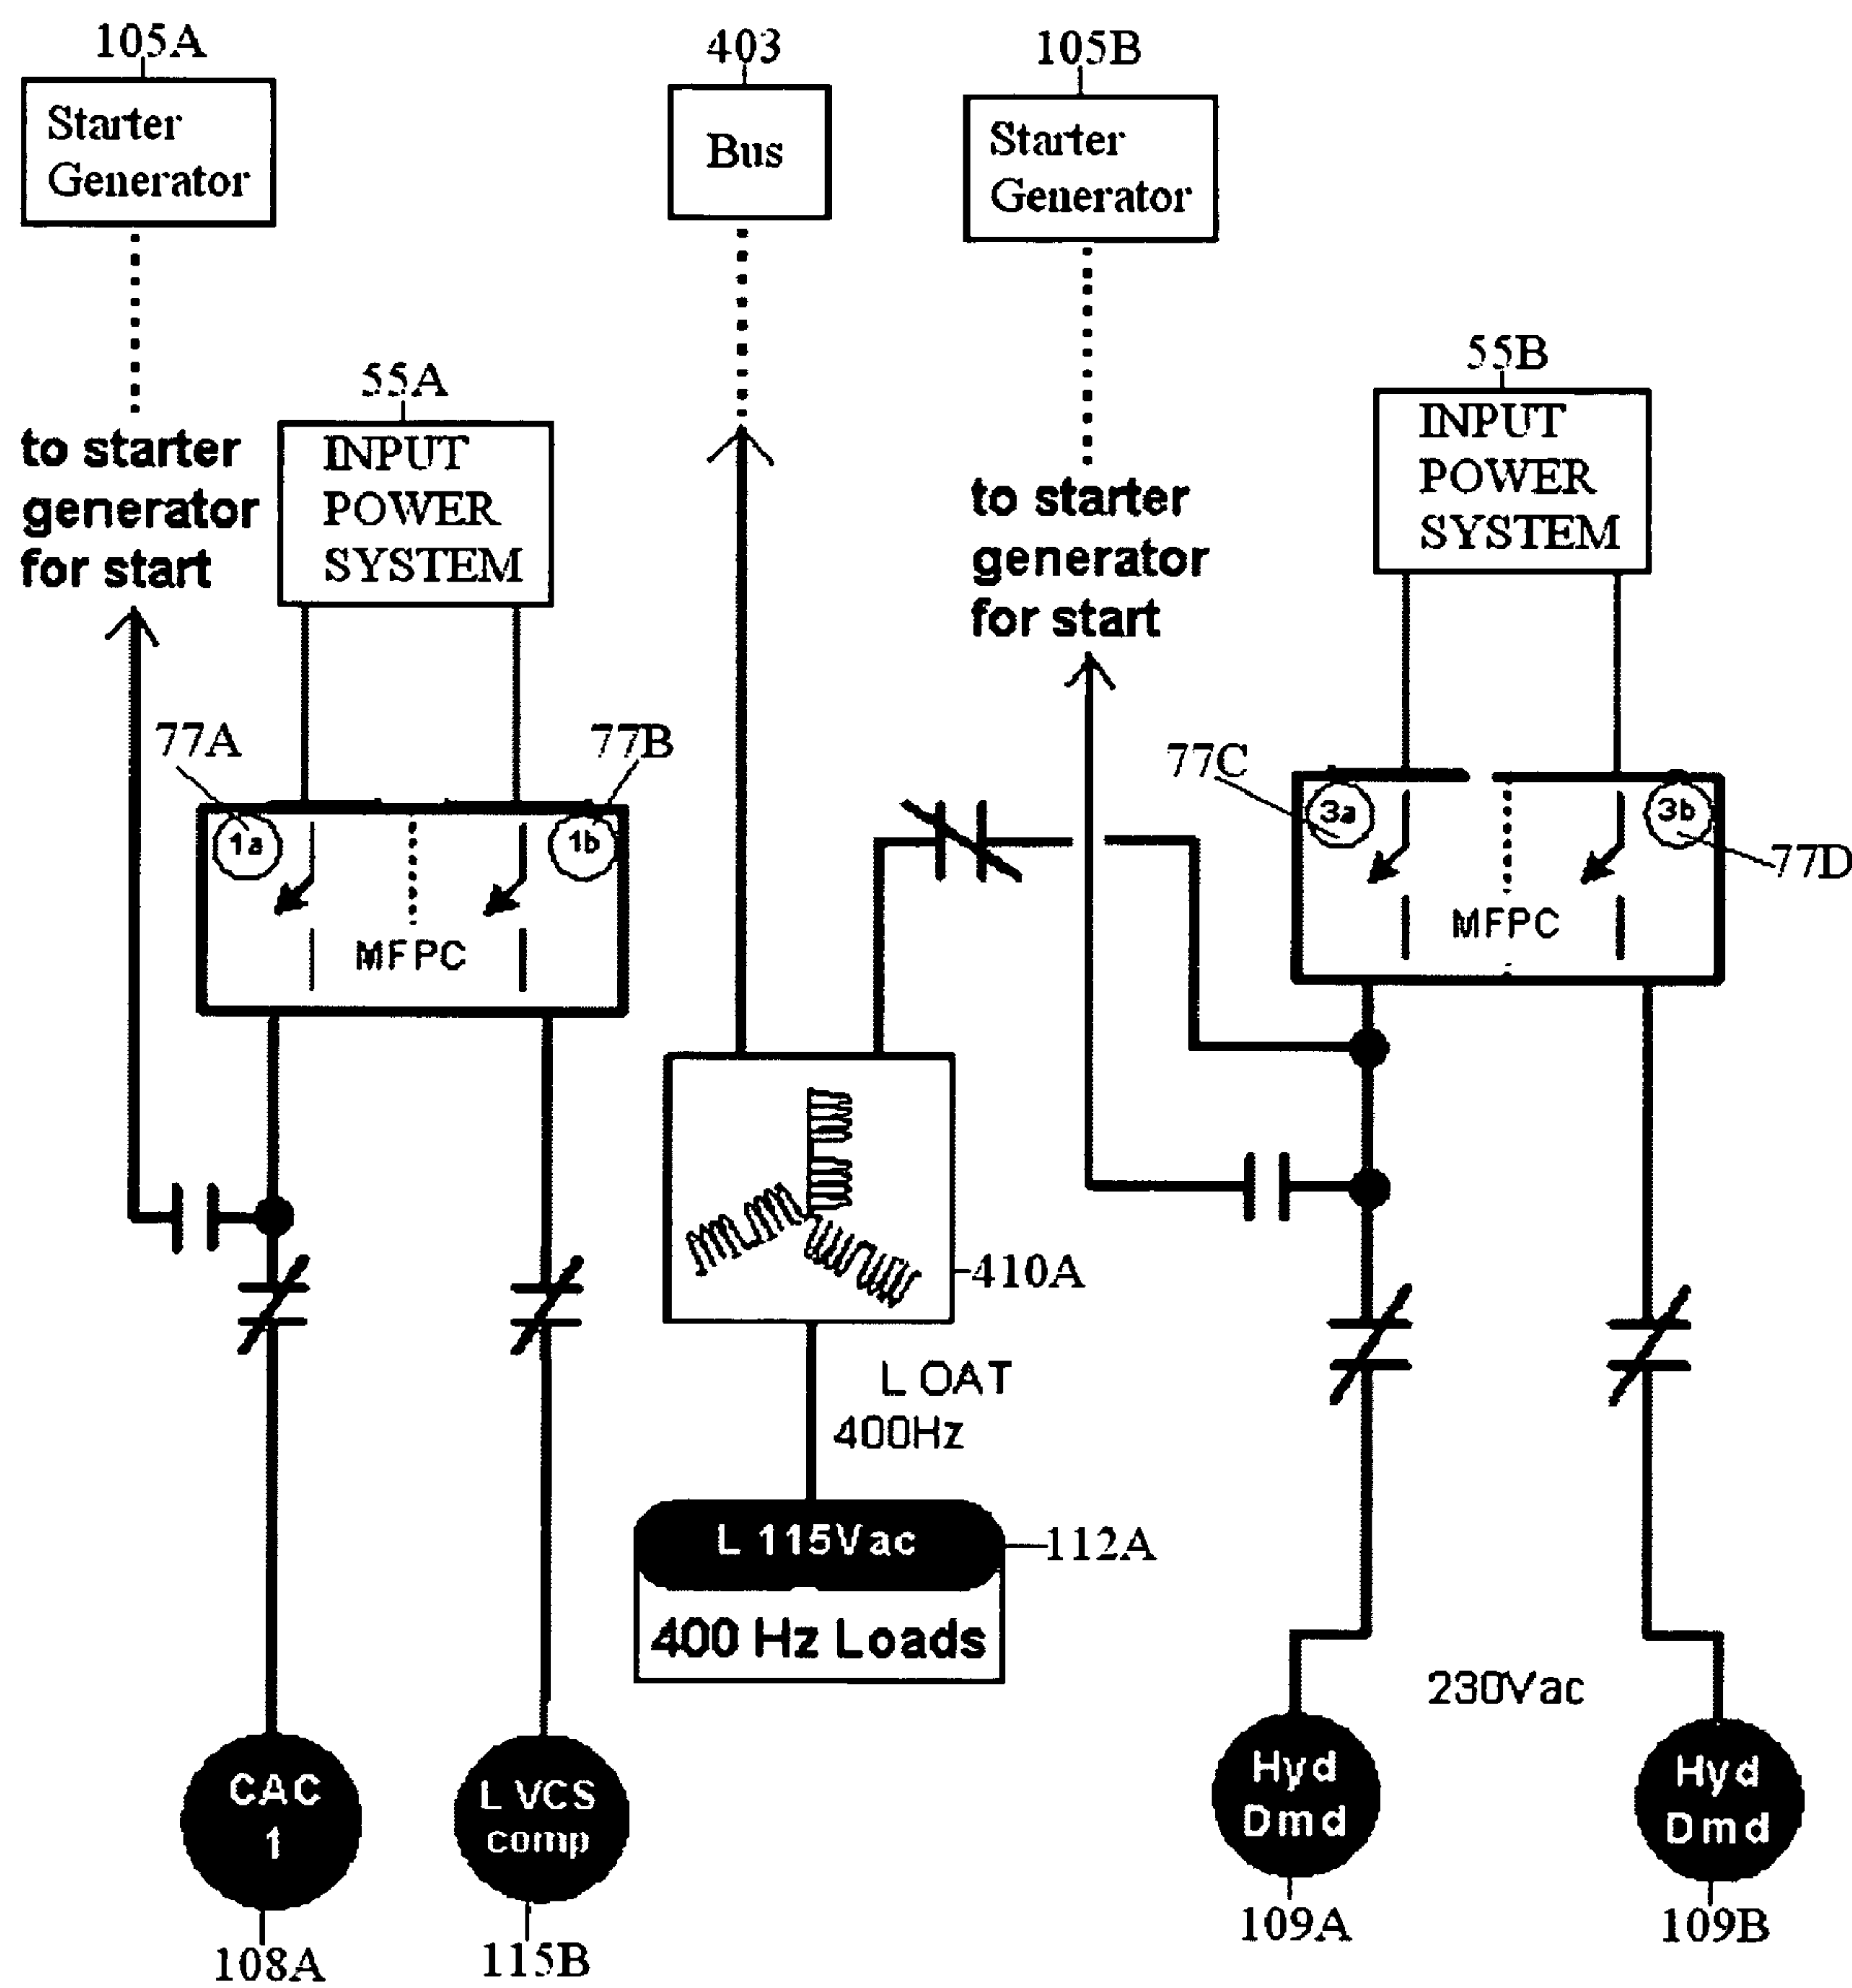 105A
403
105B
Starter
Generator
Bus
Starter
Generator
55A
55B
to starter
generator
for start
INPUT
POWER
SYSTEM
to starter
generator
for start
INPUT
POWER
SYSTEM
77A
77B
77C
77D
1a
1b
MFPC
3a
3b
MFPC
410A
L OAT
400Hz
L 115Vac
112A
400 Hz Loads
230Vac
CAC
1
L VCS
comp
Hyd
Dmd
Hyd
Dmd
108A
115B
109A
109B